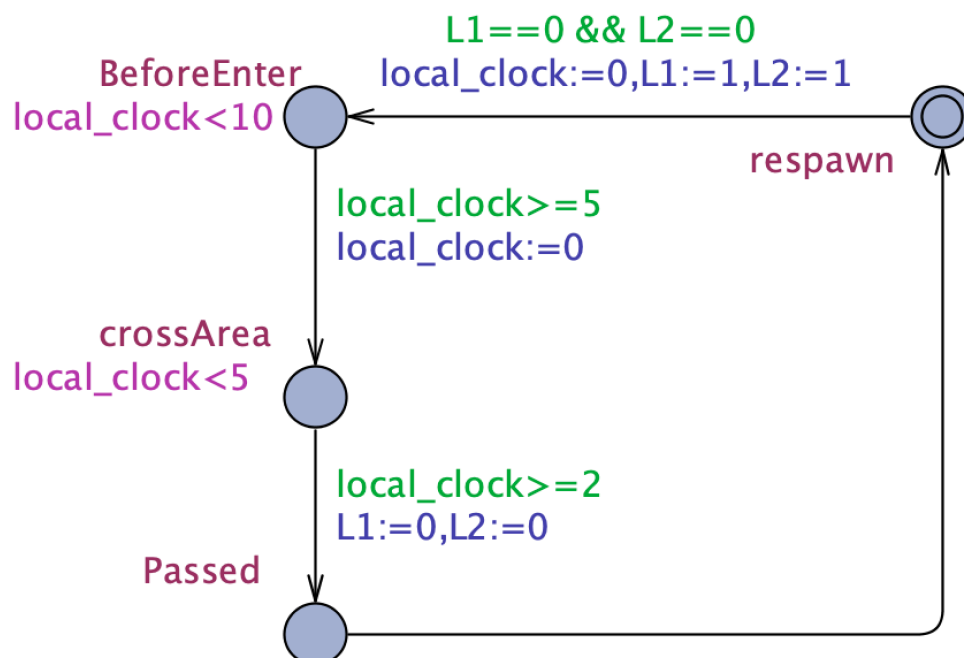 L1==0 && L2==0
BeforeEnter
local_clock:=0,L1:=1,L2:=1
local_clock<10
respawn
local_clock>=5
local_clock:=0
crossArea
local_clock<5
local_clock>=2
L1:=0,L2:=0
Passed